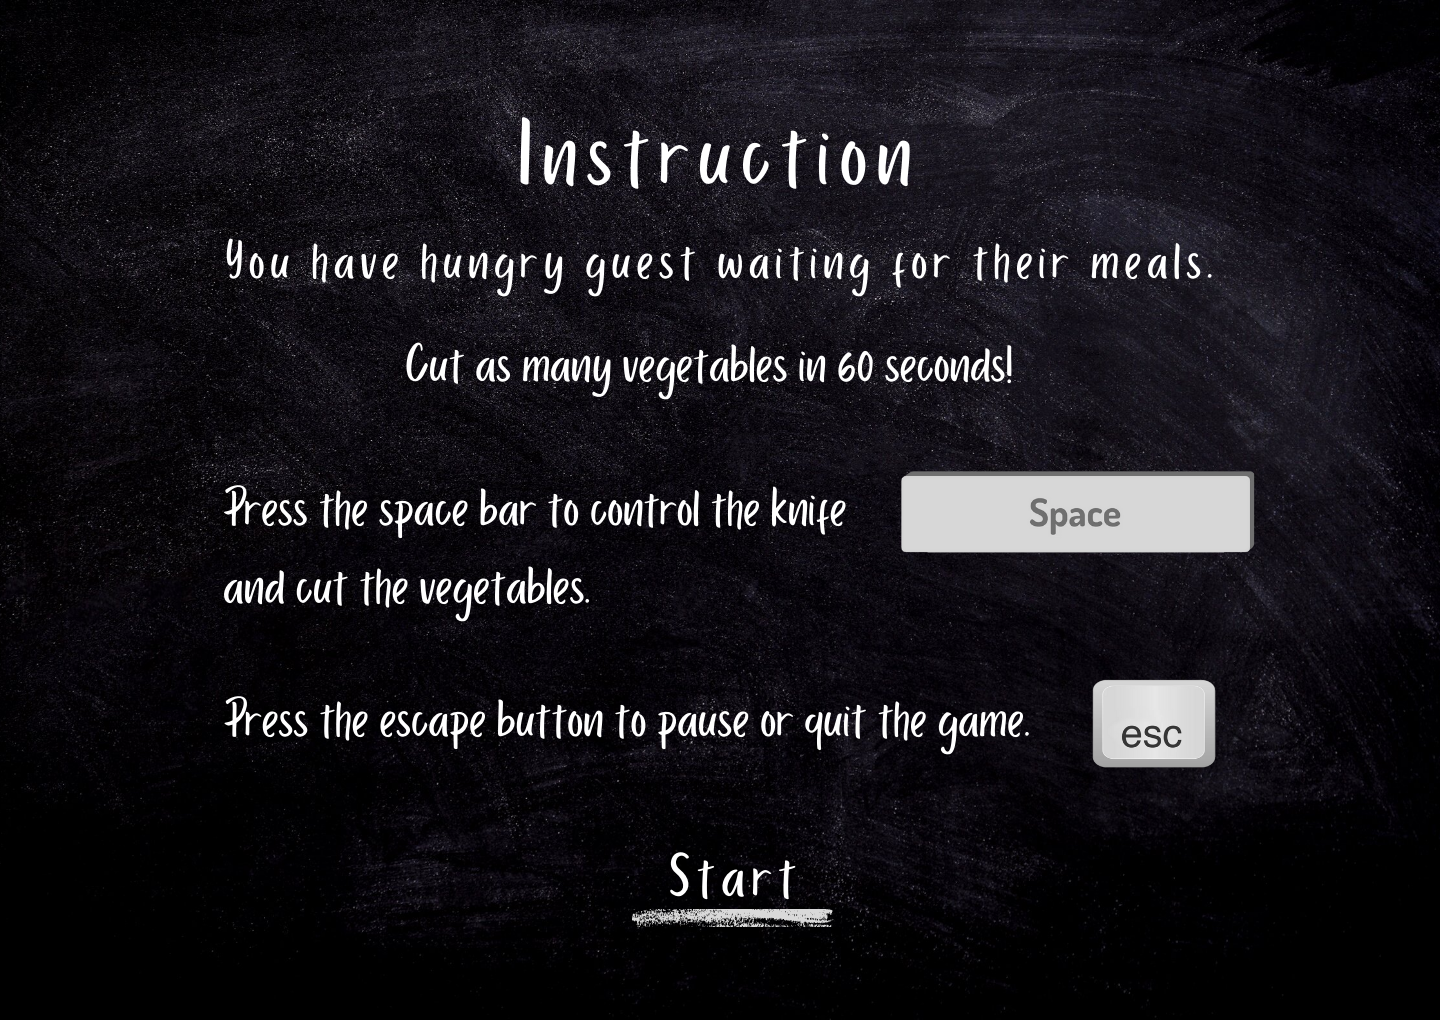 Instruction
You have hungry guest waiting for their meals.
Cut as many vegetables in 60 seconds!
Press the space bar to control the knife
Space
and cut the vegetables.
Press the escape button to pause or quit the game.
esc
Start